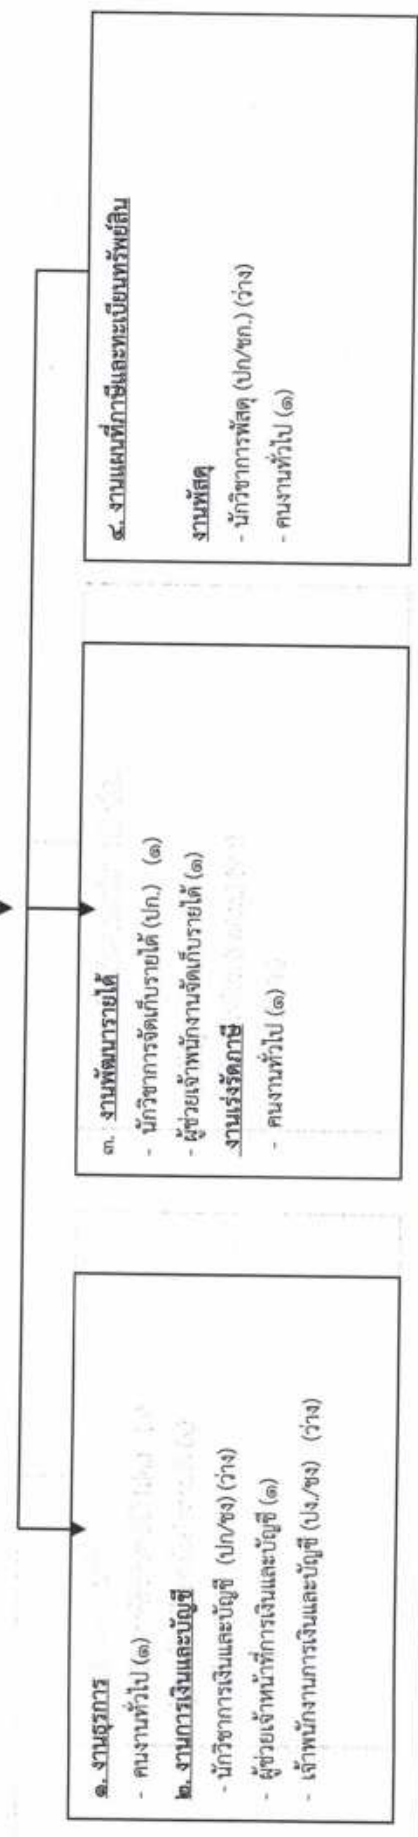 ๑. งานธุรการ
- คนงานทั่วไป (๑)
๒. งานการเงินและบัญชี
- นักวิชาการเงินและบัญชี (ปก/ชง) (ว่าง)
- ผู้ช่วยเจ้าหน้าที่การเงินและบัญชี (๑)
- เจ้าพนักงานการเงินและบัญชี (ปง./ชง) (ว่าง)
๓. งานพัฒนารายได้
- นักวิชาการจัดเก็บรายได้ (ปก.) (๑)
- ผู้ช่วยเจ้าพนักงานจัดเก็บรายได้ (๑)
งานเร่งรัดภาษี
- คนงานทั่วไป (๑)
๔. งานแผนที่ภาษีและทะเบียนทรัพย์สิน
งานพัสดุ
- นักวิชาการพัสดุ (ปก/ชก.) (ว่าง)
- คนงานทั่วไป (๑)